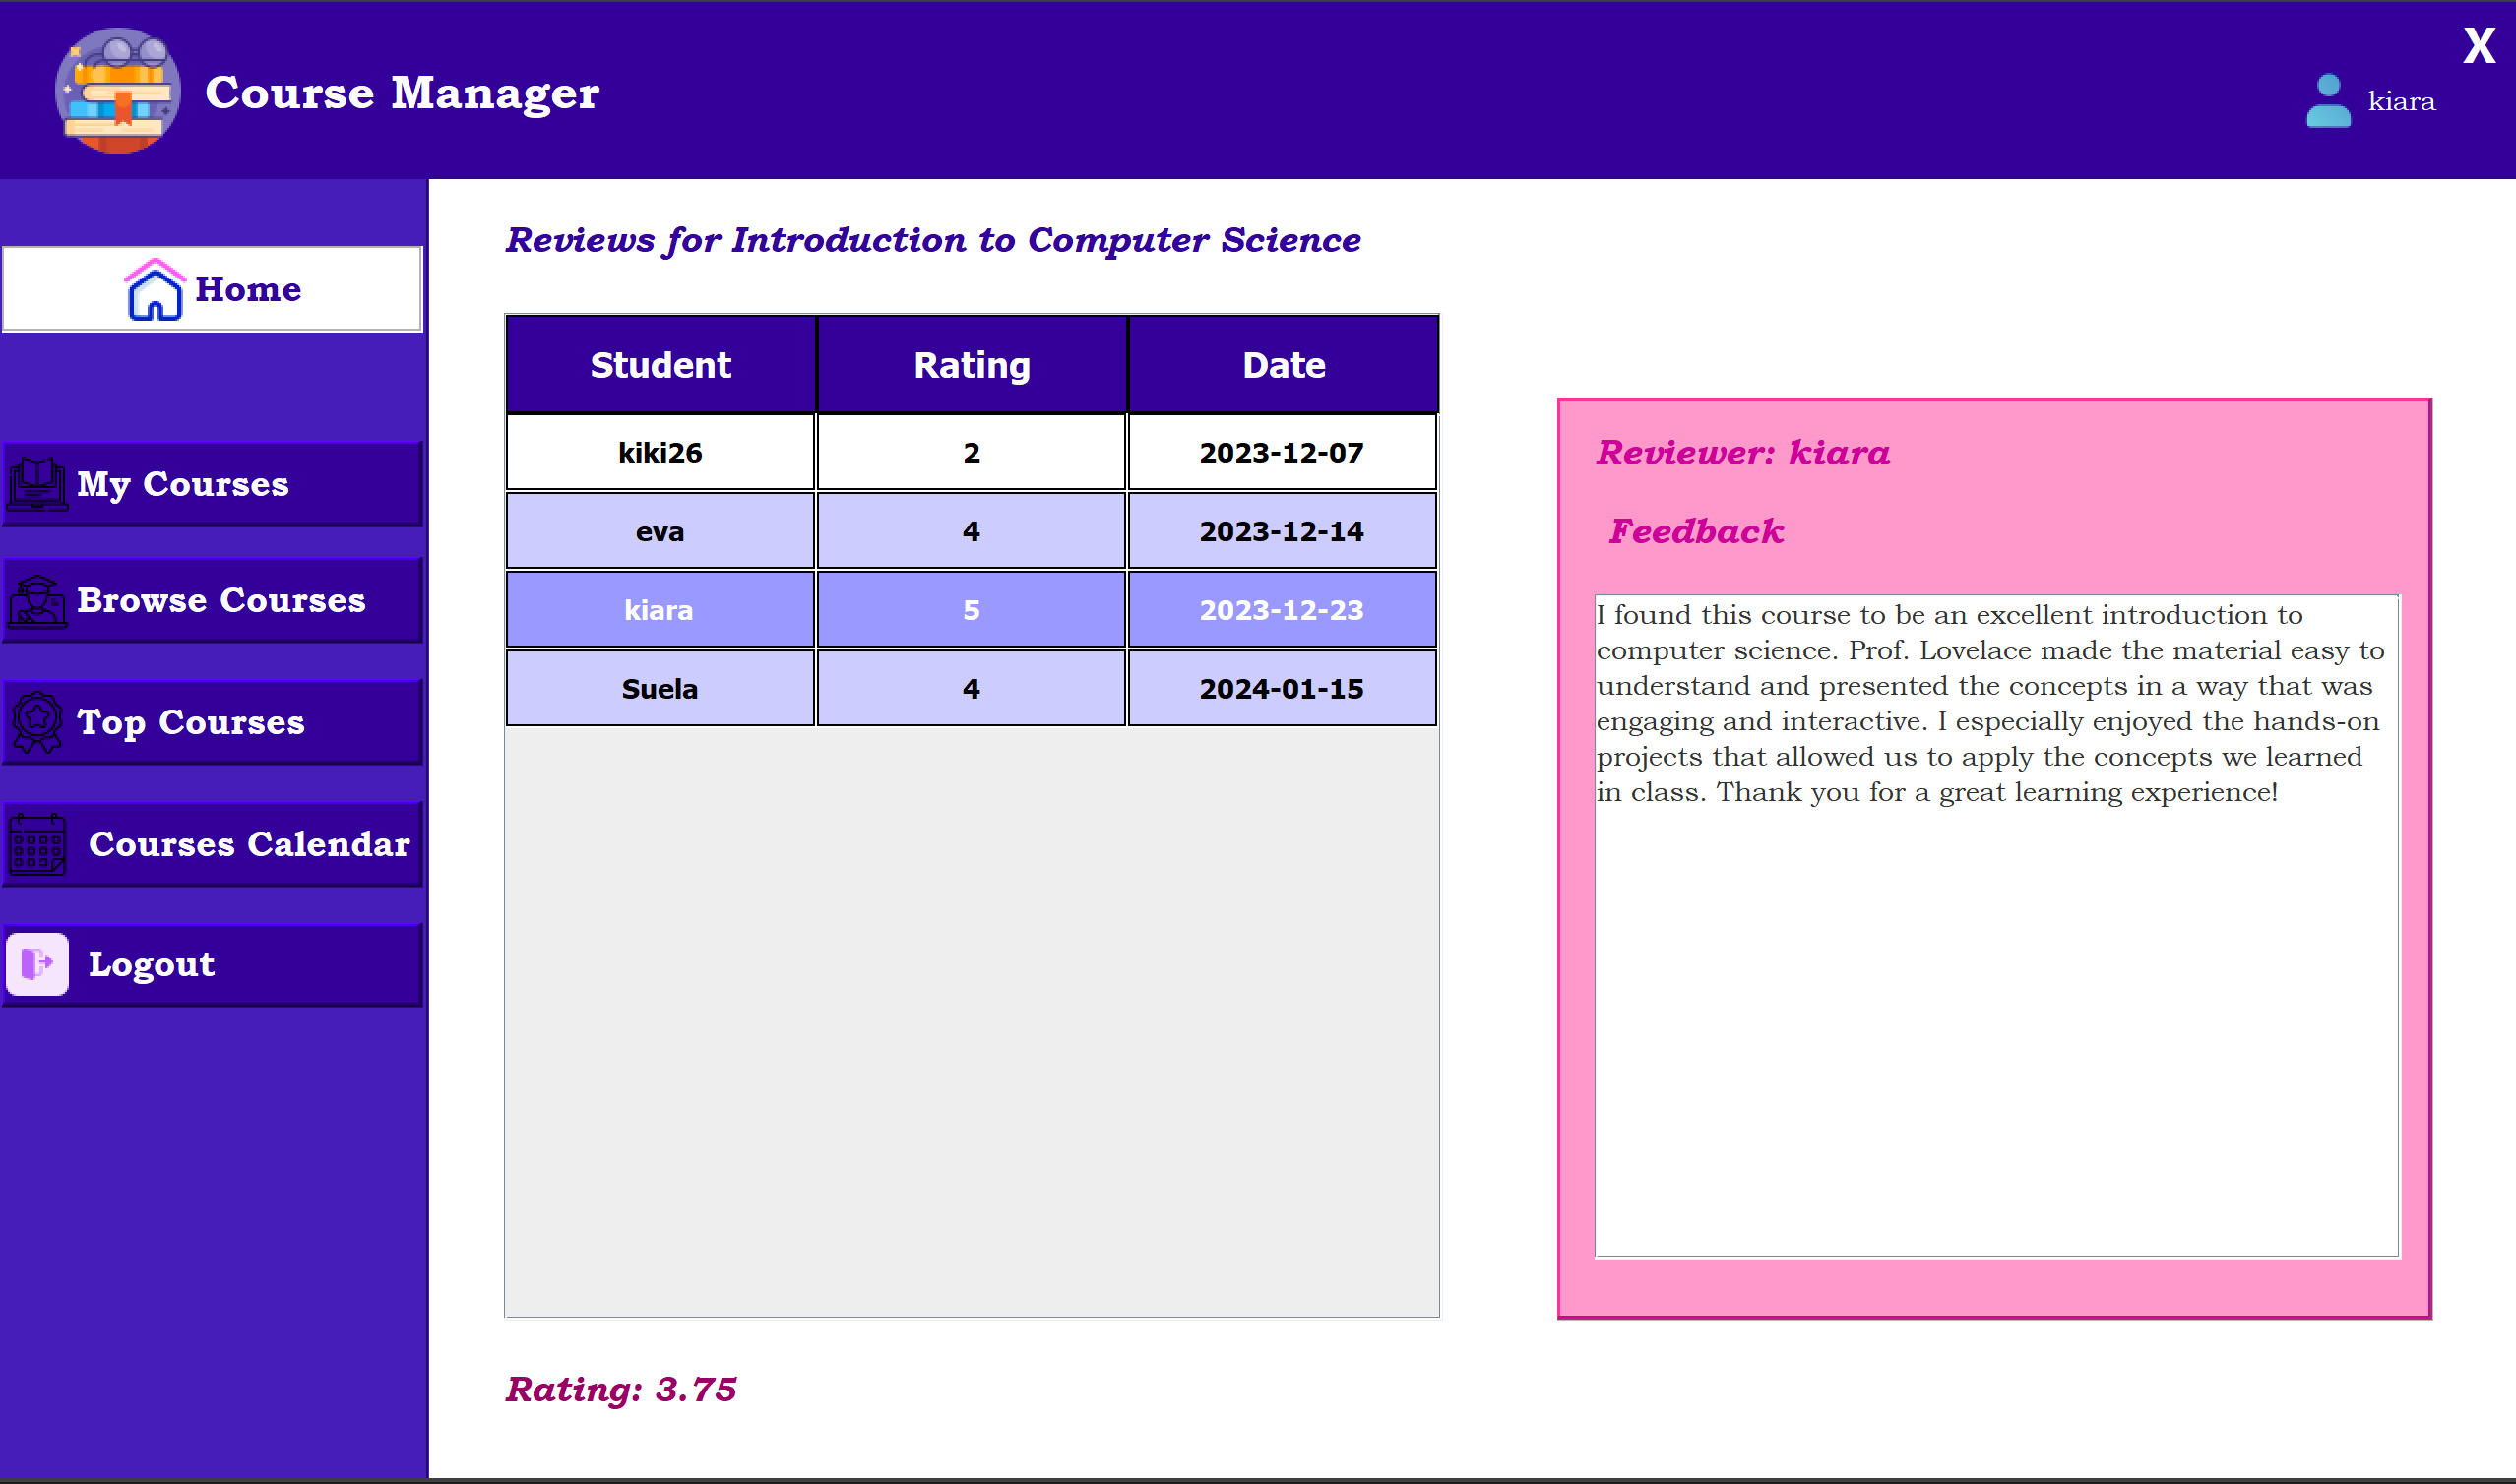 X
Course Manager
kiara
Home
My Courses
Browse Courses
Top Courses
Courses Calendar
Logout
Reviews for Introduction to Computer Science
Student Rating Date
kiki26 2 2023-12-07
eva 4 2023-12-14
kiara 5 2023-12-23
Suela 4 2024-01-15
Rating: 3.75
Reviewer: kiara
Feedback
I found this course to be an excellent introduction to
computer science. Prof. Lovelace made the material easy to
understand and presented the concepts in a way that was
engaging and interactive. I especially enjoyed the hands-on
projects that allowed us to apply the concepts we learned
in class. Thank you for a great learning experience!